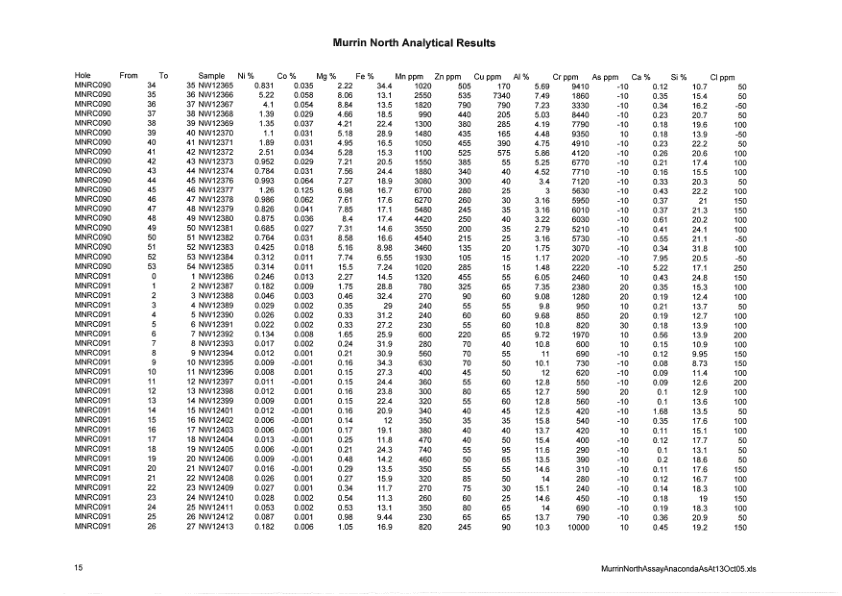 Murrin North Analytical Results
Hole From To Sample Ni % Co % Mg % Fe % Mn ppm Zn ppm Cu ppm Al % Cr ppm As ppm Ca % Si % Cl ppm
MNRC090 34 35 NW12365 0.831 0.035 2.22 34.4 1020 505 170 5.69 9410 -10 0.12 10.7 50
MNRC090 35 36 NW12366 5.22 0.058 8.06 13.1 2550 535 7340 7.49 1860 -10 0.35 15.4 50
MNRC090 36 37 NW12367 4.1 0.054 8.84 13.5 1820 790 790 7.23 3330 -10 0.34 16.2 -50
MNRC090 37 38 NW12368 1.39 0.029 4.66 18.5 990 440 205 5.03 8440 -10 0.23 20.7 50
MNRC090 38 39 NW12369 1.35 0.037 4.21 22.4 1300 380 285 4.19 7790 -10 0.18 19.6 100
MNRC090 39 40 NW12370 1.1 0.031 5.18 28.9 1480 435 165 4.48 9350 10 0.18 13.9 -50
MNRC090 40 41 NW12371 1.89 0.031 4.95 16.5 1050 455 390 4.75 4910 -10 0.23 22.2 50
MNRC090 41 42 NW12372 2.51 0.034 5.28 15.3 1100 525 575 5.86 4120 -10 0.26 20.6 100
MNRC090 42 43 NW12373 0.952 0.029 7.21 20.5 1550 385 55 5.25 6770 -10 0.21 17.4 100
MNRC090 43 44 NW12374 0.784 0.031 7.56 24.4 1880 340 40 4.52 7710 -10 0.16 15.5 100
MNRC090 44 45 NW12376 0.993 0.064 7.27 18.9 3080 300 40 3.4 7120 -10 0.33 20.3 50
MNRC090 45 46 NW12377 1.26 0.125 6.98 16.7 6700 280 25 3 5630 -10 0.43 22.2 100
MNRC090 46 47 NW12378 0.986 0.062 7.61 17.6 6270 260 30 3.16 5950 -10 0.37 21 150
MNRC090 47 48 NW12379 0.826 0.041 7.85 17.1 5480 245 35 3.16 6010 -10 0.37 21.3 150
MNRC090 48 49 NW12380 0.875 0.036 8.4 17.4 4420 250 40 3.22 6030 -10 0.61 20.2 100
MNRC090 49 50 NW12381 0.685 0.027 7.31 14.6 3550 200 35 2.79 5210 -10 0.41 24.1 100
MNRC090 50 51 NW12382 0.764 0.031 8.58 16.6 4540 215 25 3.16 5730 -10 0.55 21.1 -50
MNRC090 51 52 NW12383 0.425 0.018 5.16 8.98 3460 135 20 1.75 3070 -10 0.34 31.8 100
MNRC090 52 53 NW12384 0.312 0.011 7.74 6.55 1930 105 15 1.17 2020 -10 7.95 20.5 -50
MNRC090 53 54 NW12385 0.314 0.011 15.5 7.24 1020 285 15 1.48 2220 -10 5.22 17.1 250
MNRC091 0 1 NW12386 0.246 0.013 2.27 14.5 1320 455 55 6.05 2460 10 0.43 24.8 150
MNRC091 1 2 NW12387 0.182 0.009 1.75 28.8 780 325 65 7.35 2380 20 0.35 15.3 100
MNRC091 2 3 NW12388 0.046 0.003 0.46 32.4 270 90 60 9.08 1280 20 0.19 12.4 100
MNRC091 3 4 NW12389 0.029 0.002 0.35 29 240 55 55 9.8 950 10 0.21 13.7 50
MNRC091 4 5 NW12390 0.026 0.002 0.33 31.2 240 60 60 9.68 850 20 0.19 12.7 100
MNRC091 5 6 NW12391 0.022 0.002 0.33 27.2 230 55 60 10.8 820 30 0.18 13.9 100
MNRC091 6 7 NW12392 0.134 0.008 1.65 25.9 600 220 65 9.72 1970 10 0.56 13.9 200
MNRC091 7 8 NW12393 0.017 0.002 0.24 31.9 280 70 40 10.8 600 10 0.15 10.9 100
MNRC091 8 9 NW12394 0.012 0.001 0.21 30.9 560 70 55 11 690 -10 0.12 9.95 150
MNRC091 9 10 NW12395 0.009 -0.001 0.16 34.3 630 70 50 10.1 730 -10 0.08 8.73 150
MNRC091 10 11 NW12396 0.008 0.001 0.15 27.3 400 45 50 12 620 -10 0.09 11.4 100
MNRC091 11 12 NW12397 0.011 -0.001 0.15 24.4 360 55 60 12.8 550 -10 0.09 12.6 200
MNRC091 12 13 NW12398 0.012 0.001 0.16 23.8 300 80 65 12.7 590 20 0.1 12.9 100
MNRC091 13 14 NW12399 0.009 0.001 0.15 22.4 320 55 60 12.8 560 -10 0.1 13.6 100
MNRC091 14 15 NW12401 0.012 -0.001 0.16 20.9 340 40 45 12.5 420 -10 1.68 13.5 50
MNRC091 15 16 NW12402 0.006 -0.001 0.14 12 350 35 35 15.8 540 -10 0.35 17.6 100
MNRC091 16 17 NW12403 0.006 -0.001 0.17 19.1 380 40 40 13.7 420 10 0.11 15.1 100
MNRC091 17 18 NW12404 0.013 -0.001 0.25 11.8 470 40 50 15.4 400 -10 0.12 17.7 50
MNRC091 18 19 NW12405 0.006 -0.001 0.21 24.3 740 55 95 11.6 290 -10 0.1 13.1 50
MNRC091 19 20 NW12406 0.009 -0.001 0.48 14.2 460 50 65 13.5 390 -10 0.2 18.6 50
MNRC091 20 21 NW12407 0.016 -0.001 0.29 13.5 350 55 55 14.6 310 -10 0.11 17.6 150
MNRC091 21 22 NW12408 0.026 0.001 0.27 15.9 320 85 50 14 280 -10 0.12 16.7 100
MNRC091 22 23 NW12409 0.027 0.001 0.34 11.7 270 75 30 15.1 240 -10 0.14 18.3 100
MNRC091 23 24 NW12410 0.028 0.002 0.54 11.3 260 60 25 14.6 450 -10 0.18 19 150
MNRC091 24 25 NW12411 0.053 0.002 0.53 13.1 350 80 65 14 690 -10 0.19 18.3 100
MNRC091 25 26 NW12412 0.087 0.001 0.98 9.44 230 65 65 13.7 790 -10 0.36 20.9 50
MNRC091 26 27 NW12413 0.182 0.006 1.05 16.9 820 245 90 10.3 10000 10 0.45 19.2 150
15 MurrinNorthAssayAnacondaAsAt13Oct05.xls